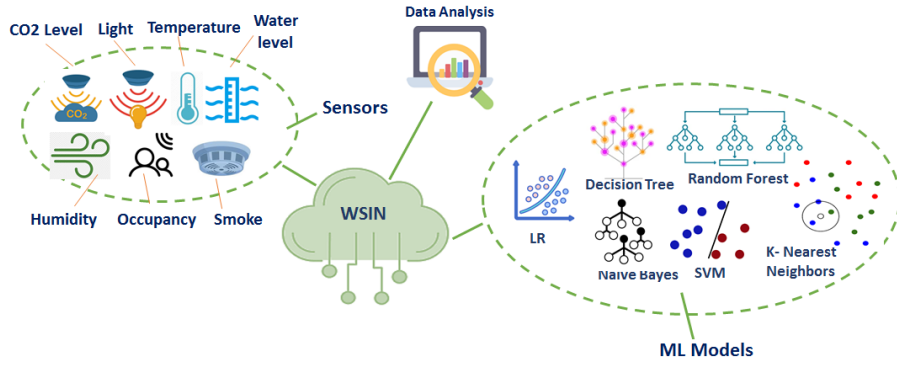 Data Analysis
CO2 Level
Light
Temperature
Water
level
CO2
Sensors
Humidity
Occupancy
Smoke
WSIN
Decision Tree
Random Forest
LR
Naive Bayes
SVM
K- Nearest
Neighbors
ML Models